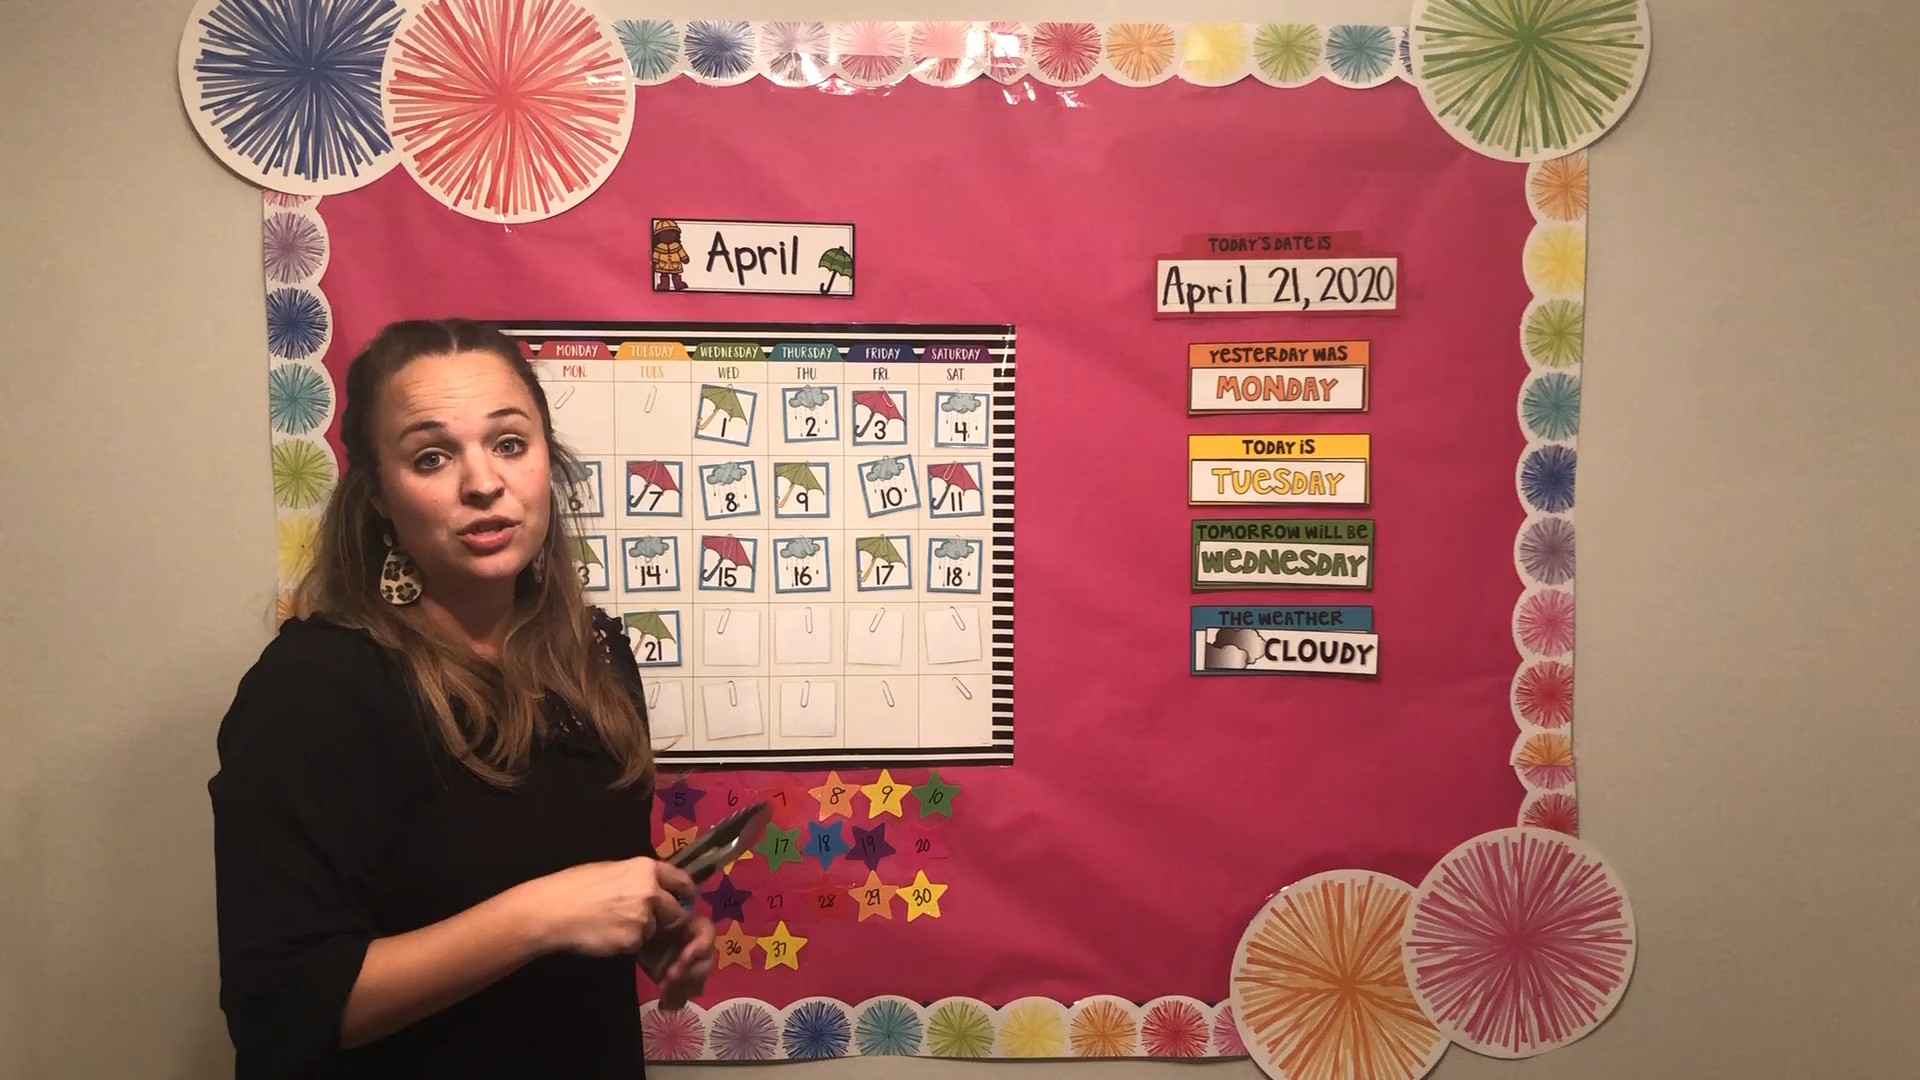 April
TODAY'S DATE IS
April 21, 2020
YESTERDAY WAS
MONDAY
TODAY IS
TUESDAY
TOMORROW WILL BE
WEDNESDAY
THE WEATHER
CLOUDY
MONDAY TUESDAY WEDNESDAY THURSDAY FRIDAY SATURDAY
MON. TUES. WED. THU. FRI. SAT.
1 2 3 4
6 7 8 9 10 11
14 15 16 17 18
21
5 6 7 8 9 10
15 17 18 19 20
26 27 28 29 30
36 37